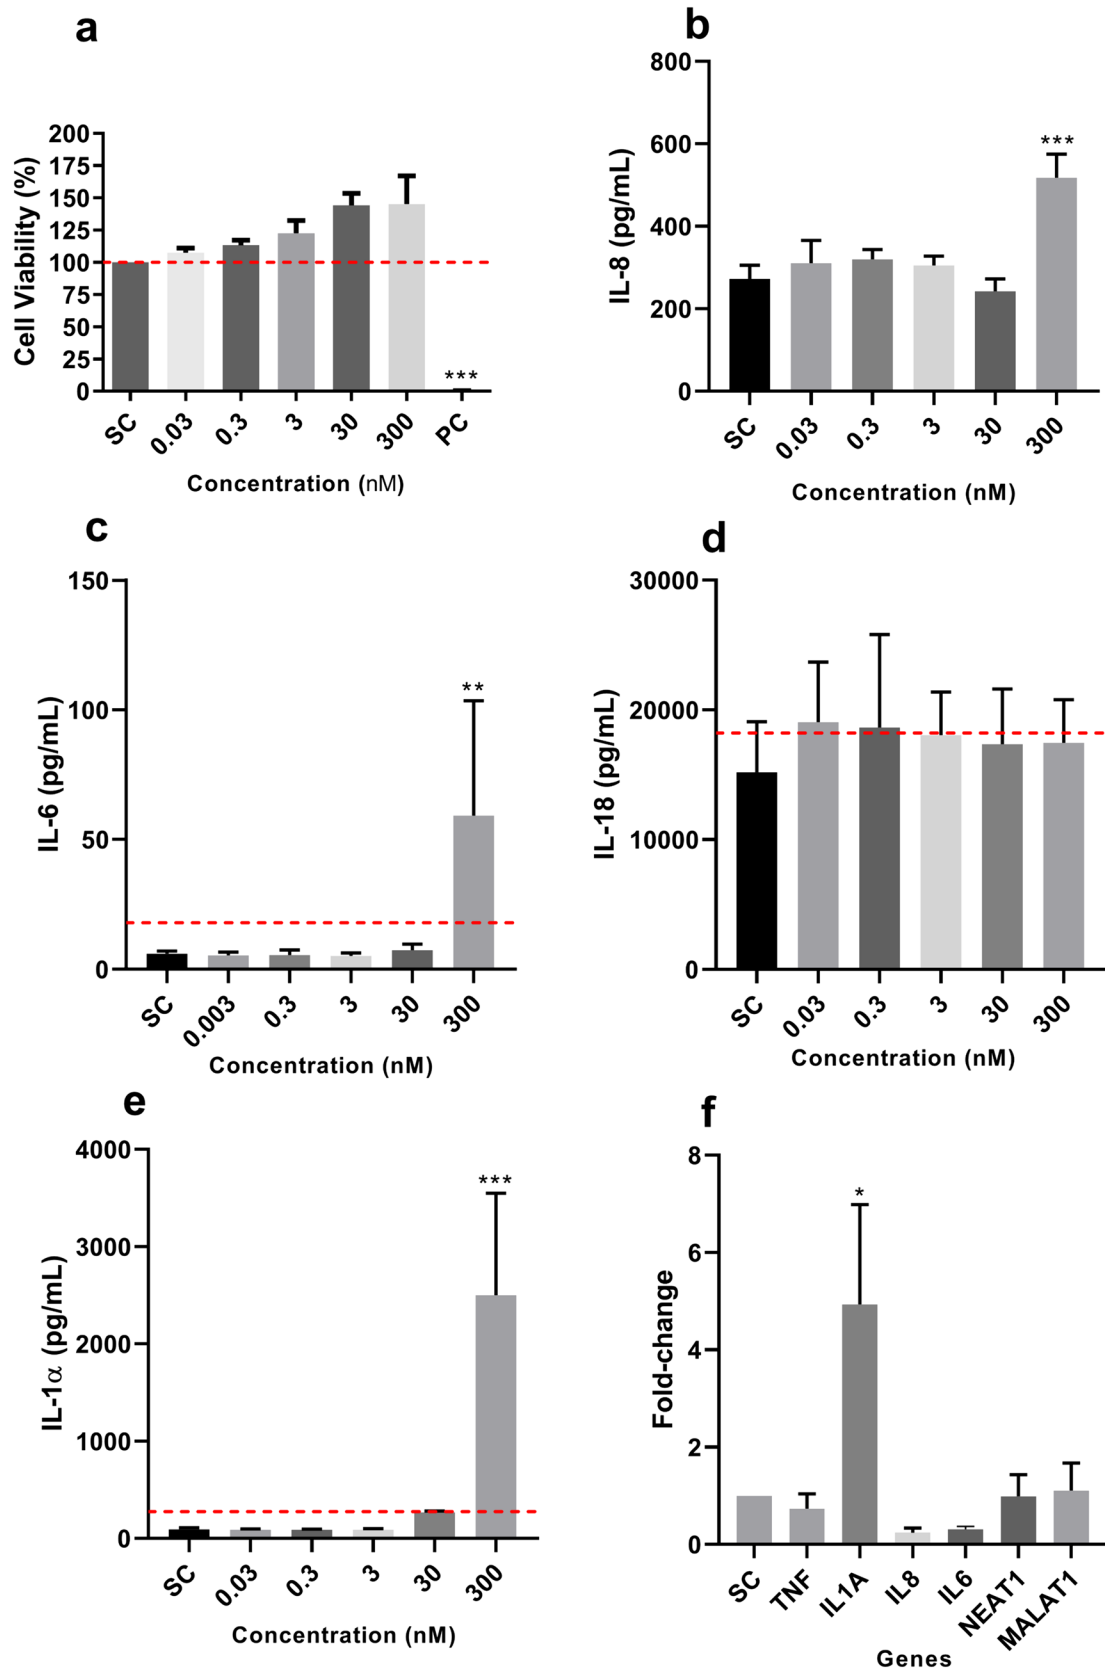 a
200
175
150
125
100
75
50
25
0
Cell Viability (%)
***
SC 0.03 0.3 3 30 300 PC
Concentration (nM)
b
800
600
400
200
0
IL-8 (pg/mL)
***
SC 0.03 0.3 3 30 300
Concentration (nM)
c
150
100
50
0
IL-6 (pg/mL)
**
SC 0.003 0.3 3 30 300
Concentration (nM)
d
30000
20000
10000
0
IL-18 (pg/mL)
SC 0.03 0.3 3 30 300
Concentration (nM)
e
4000
3000
2000
1000
0
IL-1α (pg/mL)
***
SC 0.03 0.3 3 30 300
Concentration (nM)
f
8
6
4
2
0
Fold-change
*
SC TNF IL1A IL8 IL6 NEAT1 MALAT1
Genes